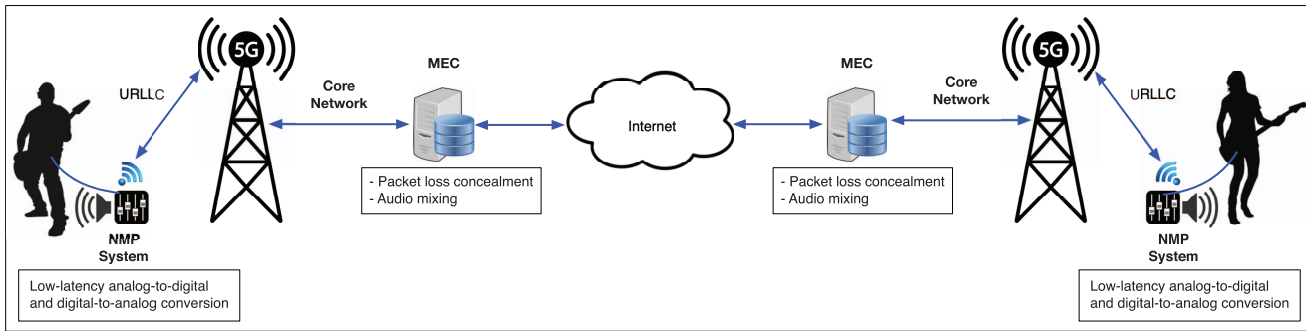 5G
URLLC
Core
Network
MEC
- Packet loss concealment
- Audio mixing
NMP
System
Low-latency analog-to-digital
and digital-to-analog conversion
Internet
MEC
- Packet loss concealment
- Audio mixing
Core
Network
5G
URLLC
NMP
System
Low-latency analog-to-digital
and digital-to-analog conversion